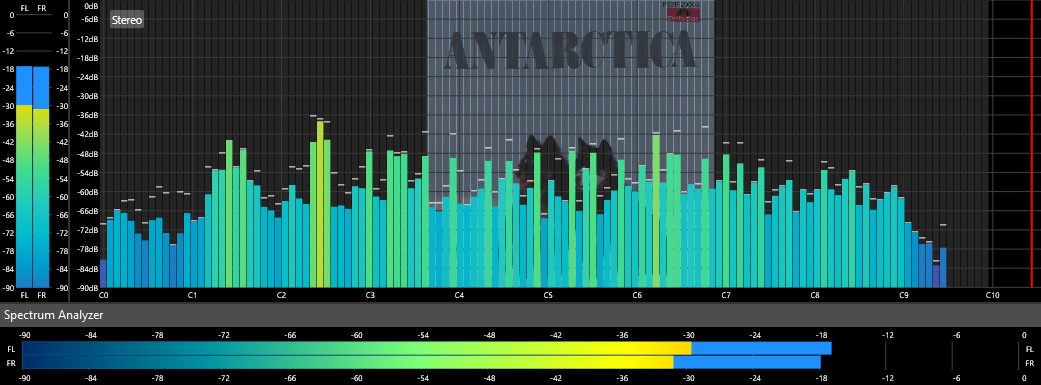 FL FR
0 0
-6 -6
-12 -12
-18 -18
-24 -24
-30 -30
-36 -36
-42 -42
-48 -48
-54 -54
-60 -60
-66 -66
-72 -72
-78 -78
-84 -84
-90 -90
FL FR
0dB
-6dB
-12dB
-18dB
-24dB
-30dB
-36dB
-42dB
-48dB
-54dB
-60dB
-66dB
-72dB
-78dB
-84dB
-90dB
Stereo
ANTARCTICA
C0 C1 C2 C3 C4 C5 C6 C7 C8 C9 C10
Spectrum Analyzer
-90 -84 -78 -72 -66 -60 -54 -48 -42 -36 -30 -24 -18 -12 -6 0
FL FL
FR FR
-90 -84 -78 -72 -66 -60 -54 -48 -42 -36 -30 -24 -18 -12 -6 0